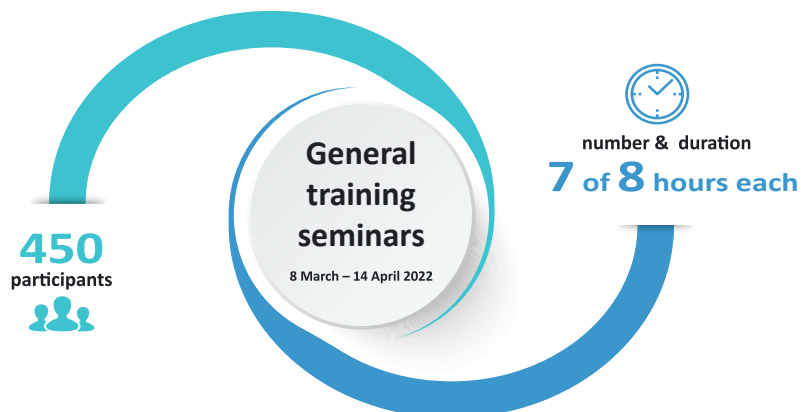 General
training
seminars
8 March – 14 April 2022
450
participants
number & duration
7 of 8 hours each